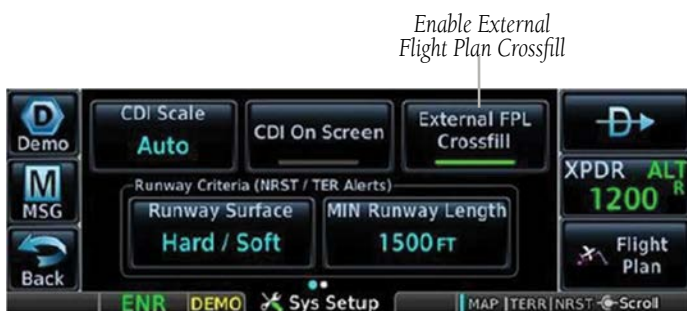 Enable External
Flight Plan Crossfill
Demo
CDI Scale
Auto
CDI On Screen
External FPL
Crossfill
MSG
Runway Criteria (NRST / TER Alerts)
Runway Surface
Hard / Soft
MIN Runway Length
1500 FT
XPDR ALT
1200 R
Back
Flight
Plan
ENR DEMO Sys Setup MAP TERR NRST Scroll
D
M
D